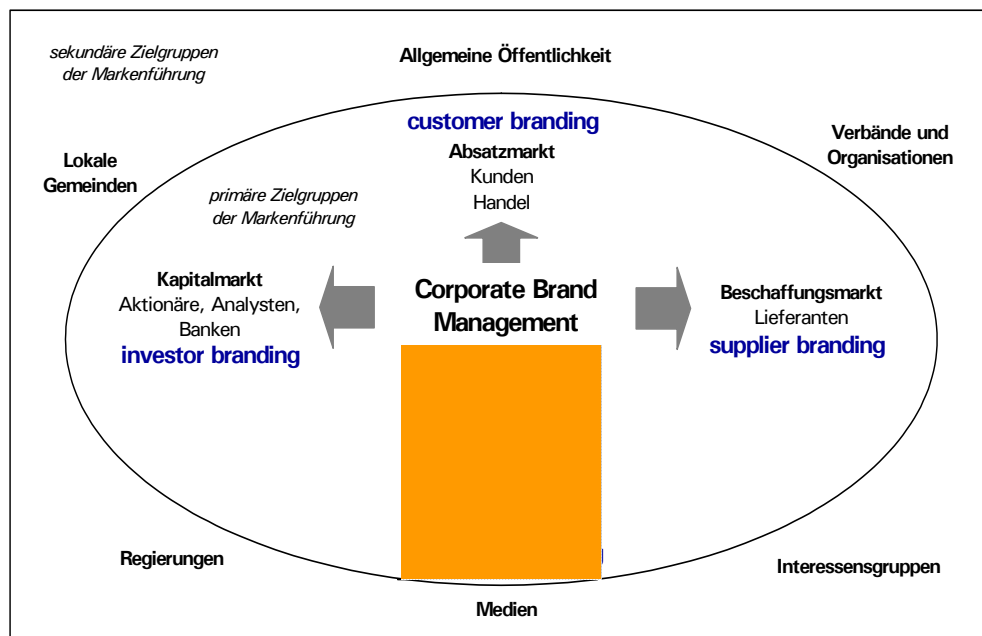 sekundäre Zielgruppen
der Markenführung
Allgemeine Öffentlichkeit
customer branding
Absatzmarkt
Kunden
Handel
Verbände und
Organisationen
Lokale
Gemeinden
primäre Zielgruppen
der Markenführung
Kapitalmarkt
Aktionäre, Analysten,
Banken
investor branding
Corporate Brand
Management
Beschaffungsmarkt
Lieferanten
supplier branding
Regierungen
Interessensgruppen
Medien